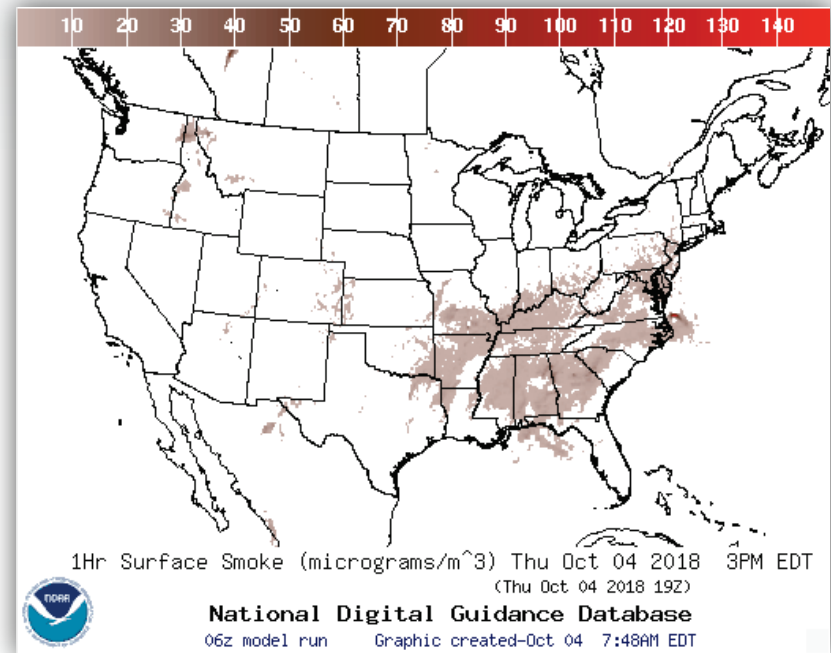 10 20 30 40 50 60 70 80 90 100 110 120 130 140
1Hr Surface Smoke (micrograms/m^3) Thu Oct 04 2018 3PM EDT
(Thu Oct 04 2018 19Z)
NOAA
National Digital Guidance Database
06z model run Graphic created-Oct 04 7:48AM EDT